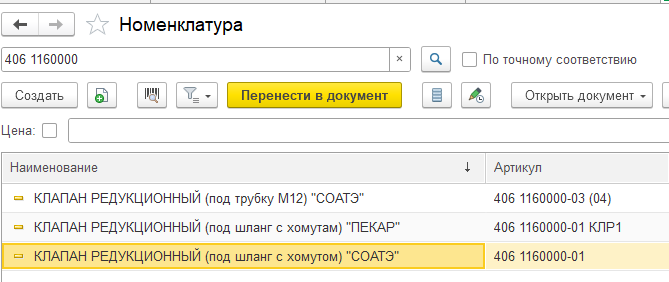 Номенклатура
406 1160000 × По точному соответствию
Создать Перенести в документ Открыть документ
Цена:
Наименование ↓ Артикул
КЛАПАН РЕДУКЦИОННЫЙ (под трубку М12) "СОАТЭ" 406 1160000-03 (04)
КЛАПАН РЕДУКЦИОННЫЙ (под шланг с хомутам) "ПЕКАР" 406 1160000-01 КЛР1
КЛАПАН РЕДУКЦИОННЫЙ (под шланг с хомутом) "СОАТЭ" 406 1160000-01